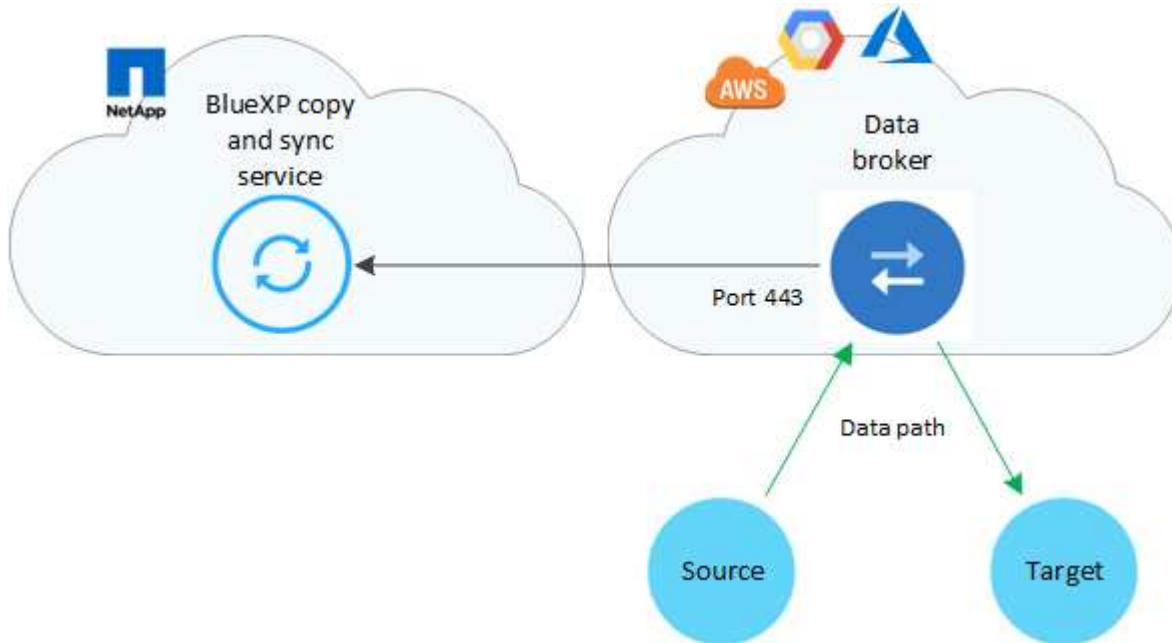 NetApp
BlueXP copy
and sync
service
AWS
Data
broker
Port 443
Data path
Source
Target